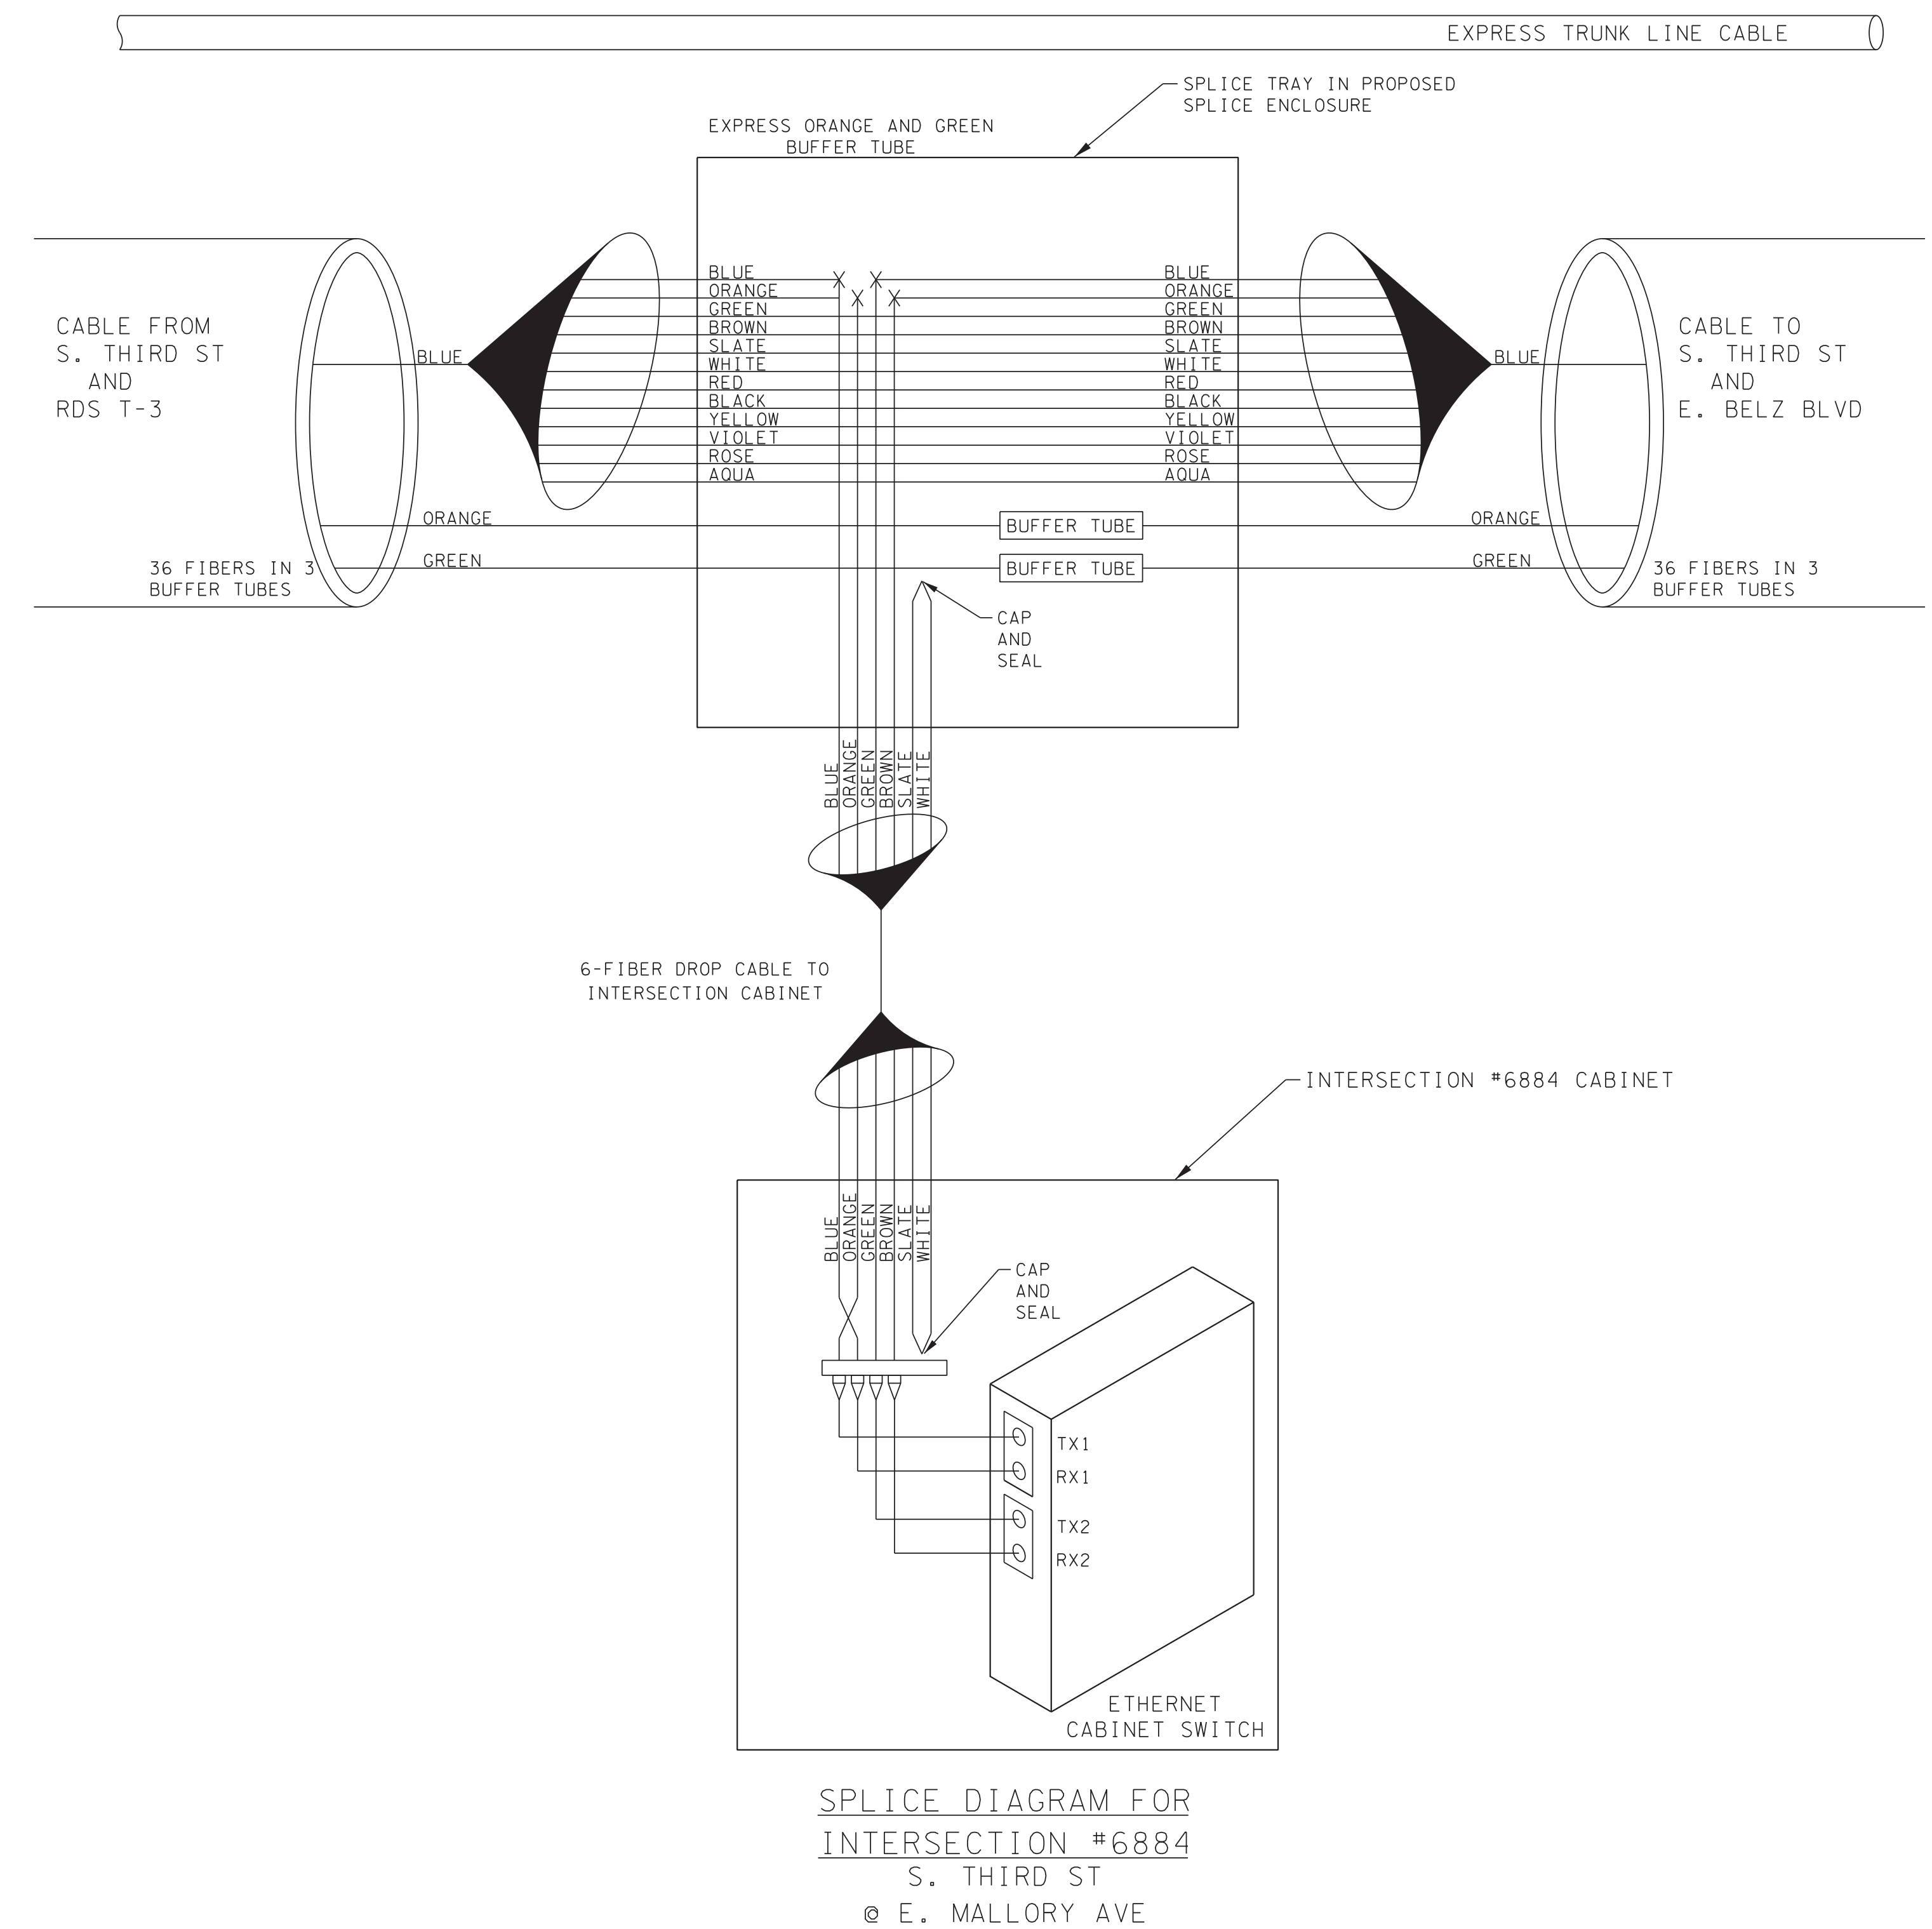 EXPRESS TRUNK LINE CABLE
SPLICE TRAY IN PROPOSED
SPLICE ENCLOSURE
EXPRESS ORANGE AND GREEN
BUFFER TUBE
CABLE FROM
S. THIRD ST
AND
RDS T-3
BLUE
36 FIBERS IN 3
BUFFER TUBES
ORANGE
GREEN
BLUE
ORANGE
GREEN
BROWN
SLATE
WHITE
RED
BLACK
YELLOW
VIOLET
ROSE
AQUA
BLUE
ORANGE
GREEN
BROWN
SLATE
WHITE
RED
BLACK
YELLOW
VIOLET
ROSE
AQUA
BUFFER TUBE
BUFFER TUBE
BLUE
ORANGE
GREEN
CABLE TO
S. THIRD ST
AND
E. BELZ BLVD
36 FIBERS IN 3
BUFFER TUBES
CAP
AND
SEAL
BLUE
ORANGE
GREEN
BROWN
SLATE
WHITE
6-FIBER DROP CABLE TO
INTERSECTION CABINET
INTERSECTION #6884 CABINET
BLUE
ORANGE
GREEN
BROWN
SLATE
WHITE
CAP
AND
SEAL
TX1
RX1
TX2
RX2
ETHERNET
CABINET SWITCH
SPLICE DIAGRAM FOR
INTERSECTION #6884
S. THIRD ST
@ E. MALLORY AVE